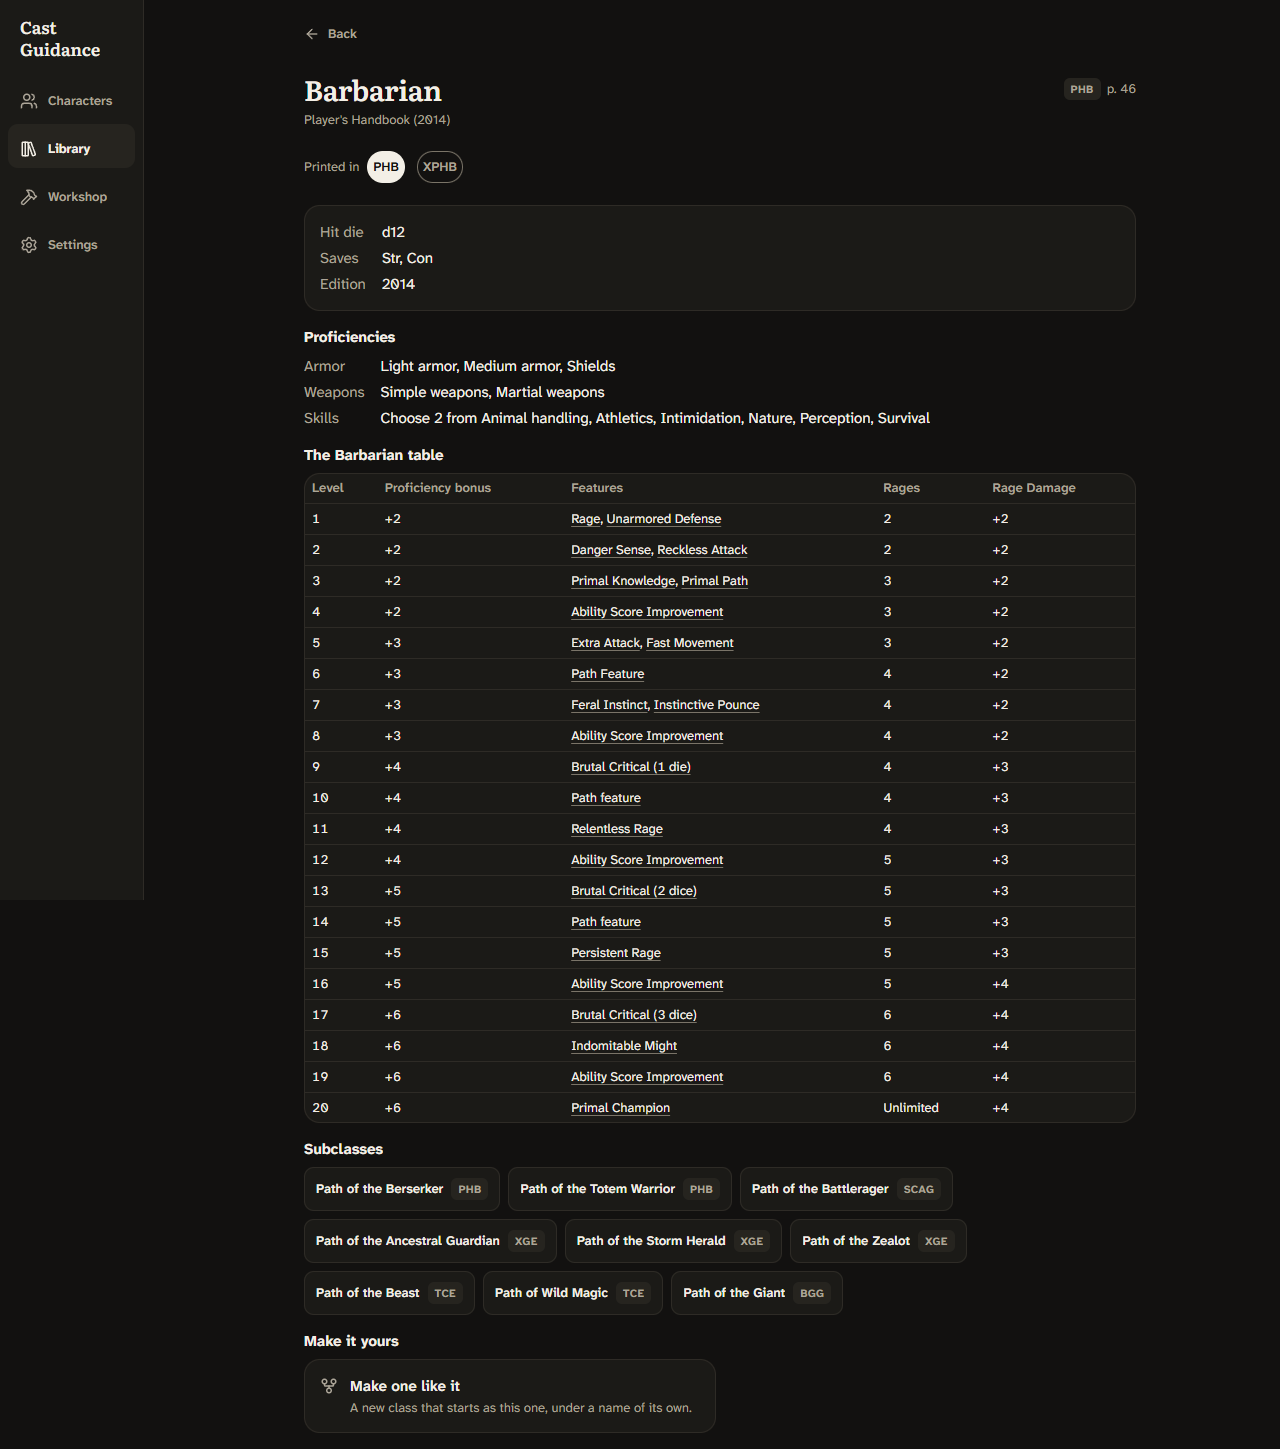 Cast
Guidance
Characters
Library
Workshop
Settings
Back
Barbarian
PHB p. 46
Player's Handbook (2014)
Printed in PHB XPHB
Hit die d12
Saves Str, Con
Edition 2014
Proficiencies
Armor Light armor, Medium armor, Shields
Weapons Simple weapons, Martial weapons
Skills Choose 2 from Animal handling, Athletics, Intimidation, Nature, Perception, Survival
The Barbarian table
Level Proficiency bonus Features Rages Rage Damage
1 +2 Rage, Unarmored Defense 2 +2
2 +2 Danger Sense, Reckless Attack 2 +2
3 +2 Primal Knowledge, Primal Path 3 +2
4 +2 Ability Score Improvement 3 +2
5 +3 Extra Attack, Fast Movement 3 +2
6 +3 Path Feature 4 +2
7 +3 Feral Instinct, Instinctive Pounce 4 +2
8 +3 Ability Score Improvement 4 +2
9 +4 Brutal Critical (1 die) 4 +3
10 +4 Path feature 4 +3
11 +4 Relentless Rage 4 +3
12 +4 Ability Score Improvement 5 +3
13 +5 Brutal Critical (2 dice) 5 +3
14 +5 Path feature 5 +3
15 +5 Persistent Rage 5 +3
16 +5 Ability Score Improvement 5 +4
17 +6 Brutal Critical (3 dice) 6 +4
18 +6 Indomitable Might 6 +4
19 +6 Ability Score Improvement 6 +4
20 +6 Primal Champion Unlimited +4
Subclasses
Path of the Berserker PHB Path of the Totem Warrior PHB Path of the Battlerager SCAG
Path of the Ancestral Guardian XGE Path of the Storm Herald XGE Path of the Zealot XGE
Path of the Beast TCE Path of Wild Magic TCE Path of the Giant BGG
Make it yours
Make one like it
A new class that starts as this one, under a name of its own.